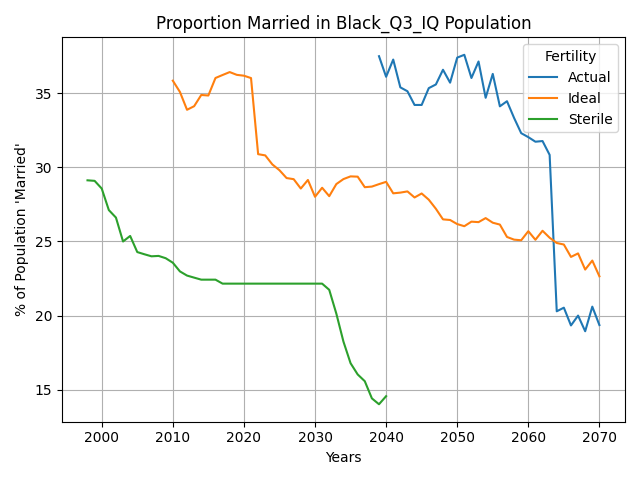 Proportion Married in Black_Q3_IQ Population
Fertility
Actual
Ideal
Sterile
% of Population 'Married'
35
30
25
20
15
2000
2010
2020
2030
2040
2050
2060
2070
Years